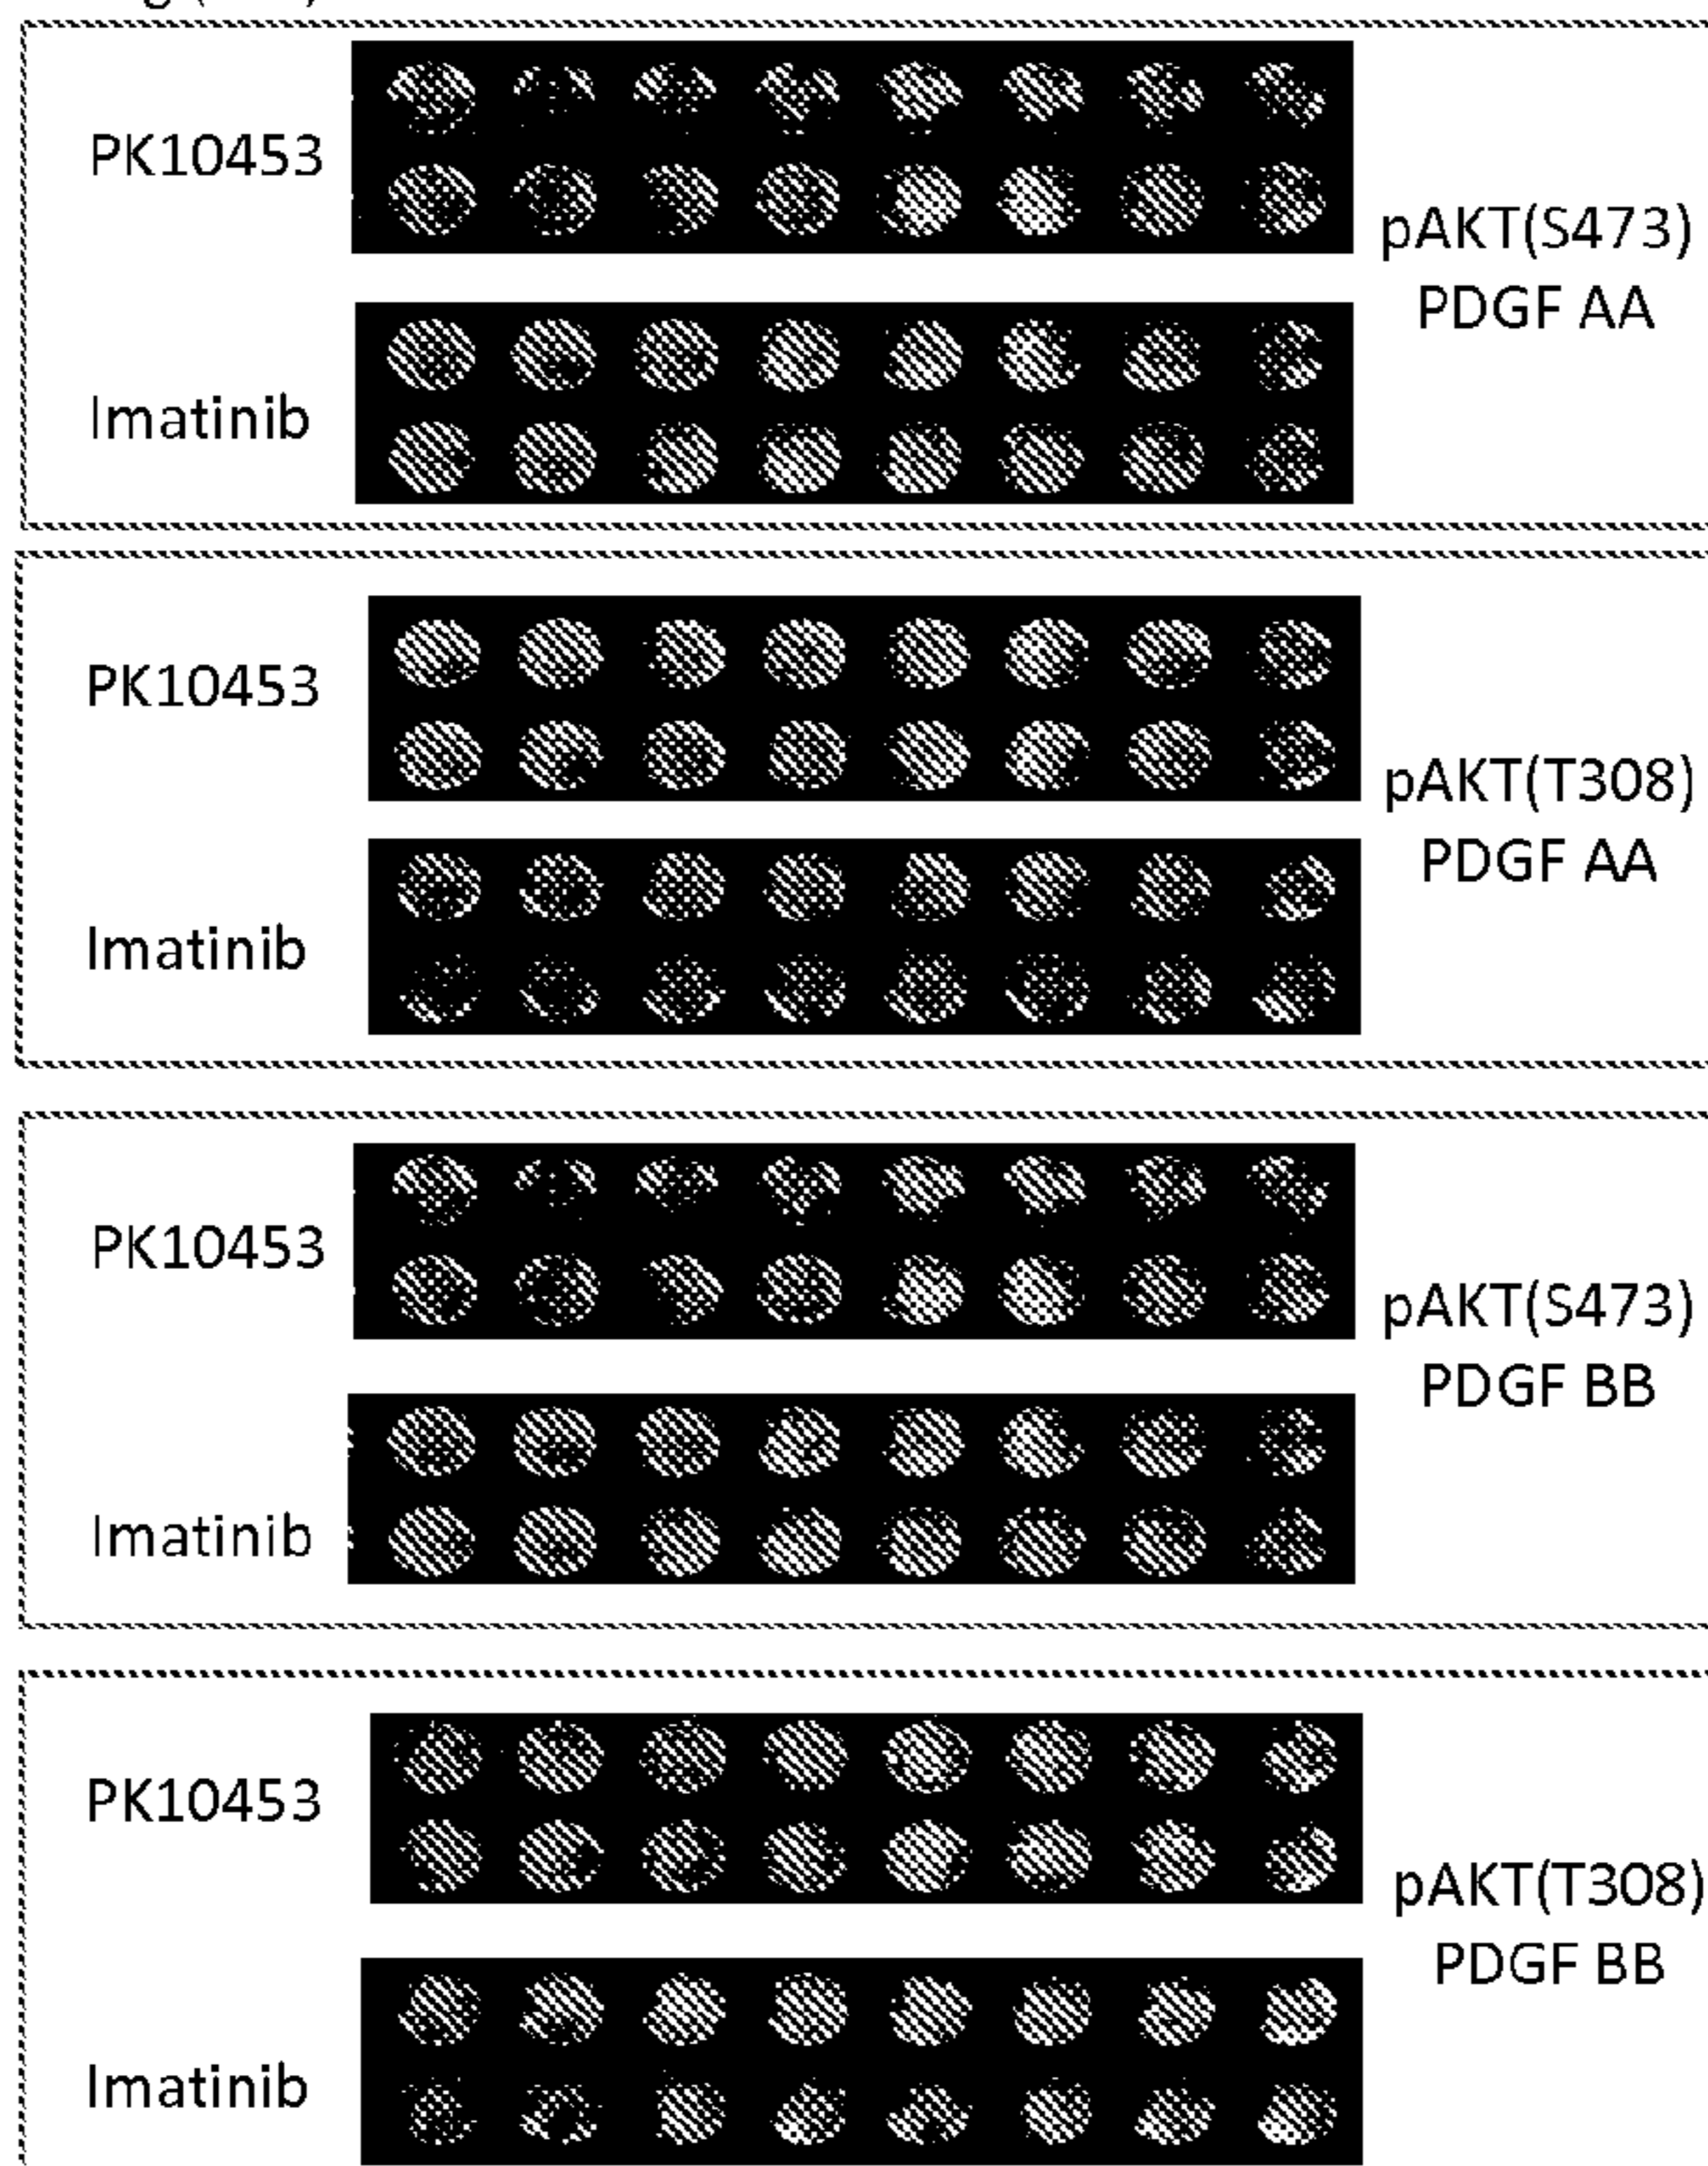 PK10453
pAKT(S473)
PDGF AA
Imatinib
PK10453
pAKT(T308)
PDGF AA
Imatinib
PK10453
pAKT(S473)
PDGF BB
Imatinib
PK10453
pAKT(T308)
PDGF BB
Imatinib